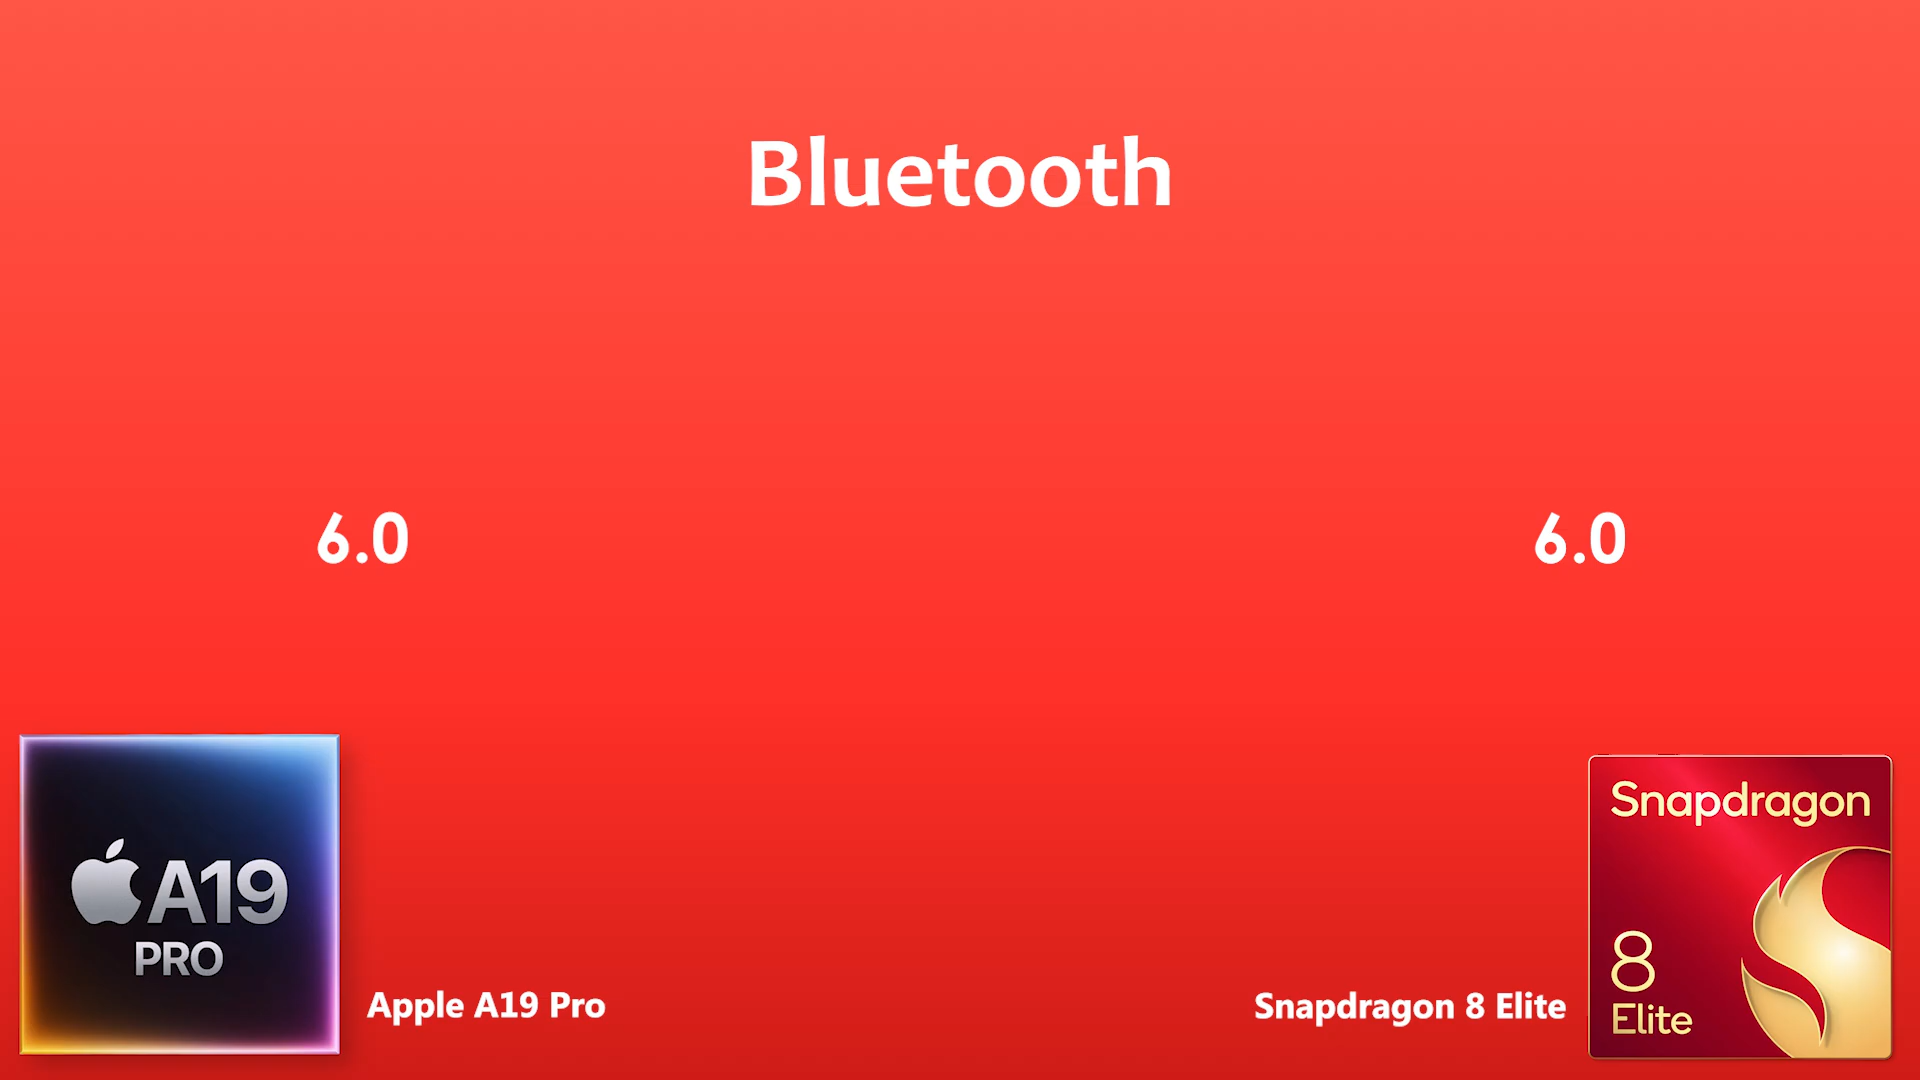 Bluetooth
6.0
6.0
A19
PRO
Apple A19 Pro
Snapdragon 8 Elite
Snapdragon
8
Elite